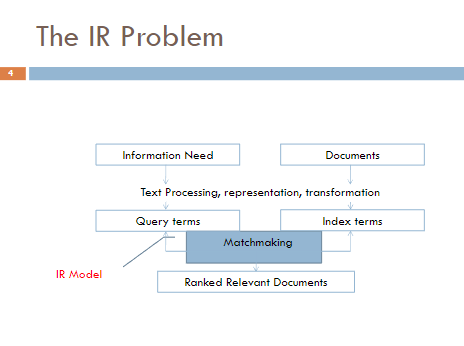 The IR Problem
4
Information Need
Documents
Text Processing, representation, transformation
Query terms
Index terms
Matchmaking
IR Model
Ranked Relevant Documents